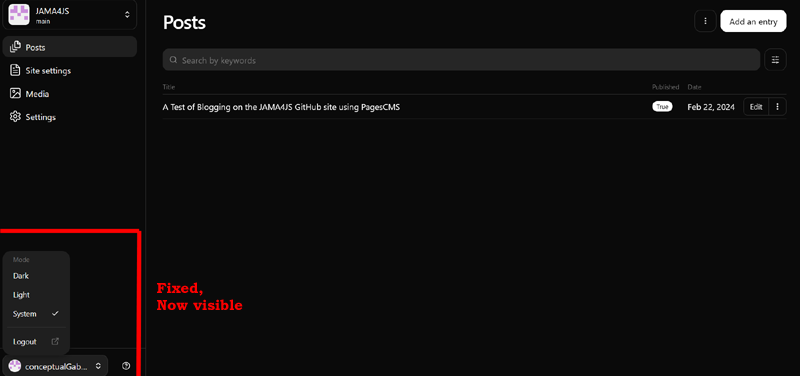 JAMA4JS
main
Posts
Site settings
Media
Settings
Mode
Dark
Light
System
Logout
conceptualGab...
Posts
Add an entry
Search by keywords
Title Published Date
A Test of Blogging on the JAMA4JS GitHub site using PagesCMS True Feb 22, 2024 Edit
Fixed,
Now visible